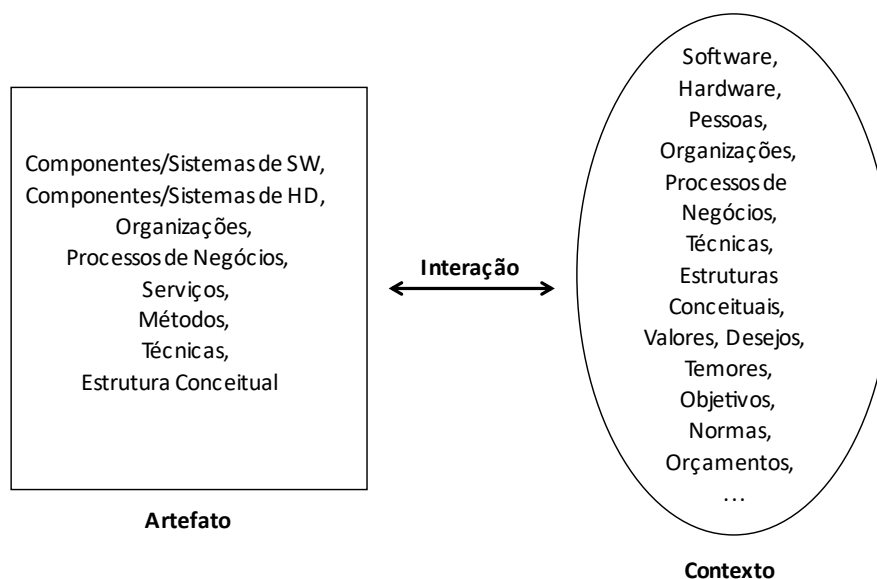 Componentes/Sistemas de SW,
Componentes/Sistemas de HD,
Organizações,
Processos de Negócios,
Serviços,
Métodos,
Técnicas,
Estrutura Conceitual
Artefato
Interação
Software,
Hardware,
Pessoas,
Organizações,
Processos de
Negócios,
Técnicas,
Estruturas
Conceituais,
Valores, Desejos,
Temores,
Objetivos,
Normas,
Orçamentos,
...
Contexto